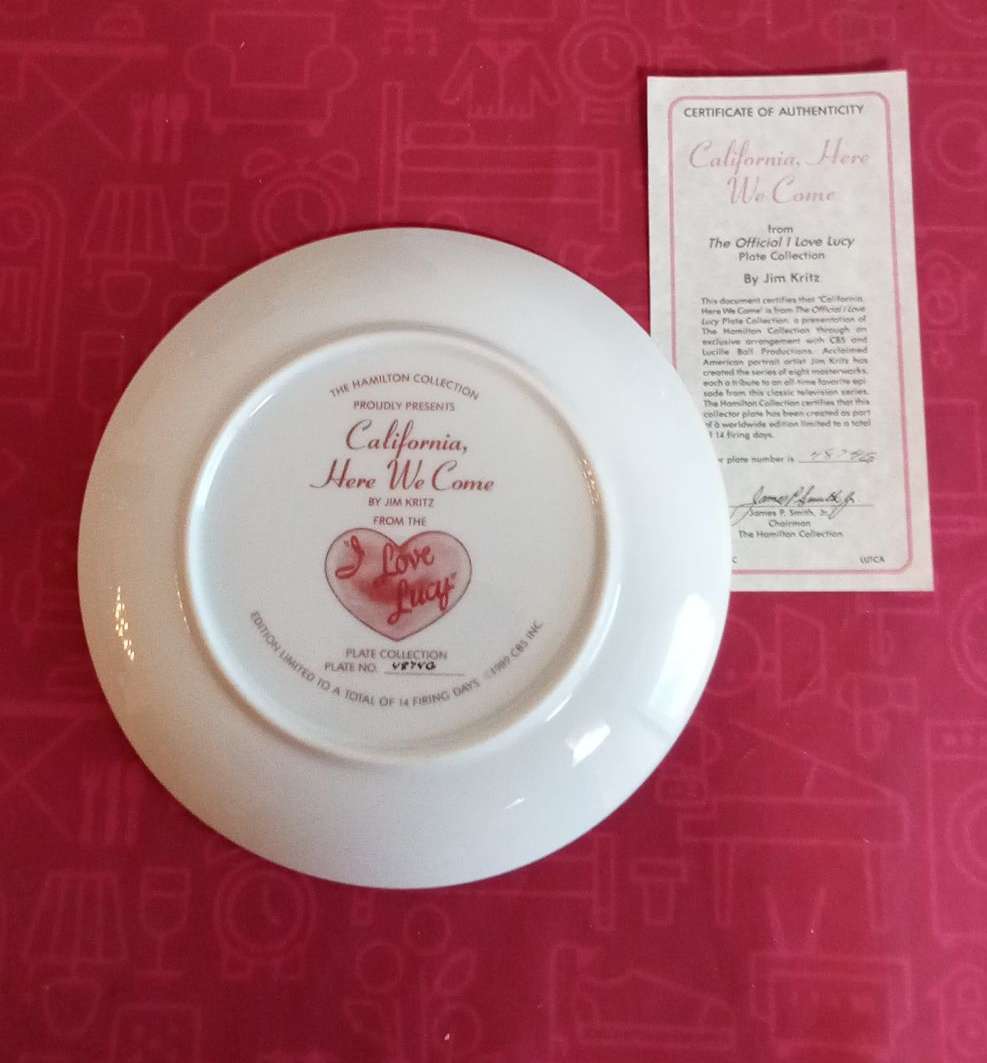 THE HAMILTON COLLECTION
PROUDLY PRESENTS
California,
Here We Come
BY JIM KRITZ
FROM THE
"I Love
Lucy"
PLATE COLLECTION
PLATE NO.
EDITION LIMITED TO A TOTAL OF 14 FIRING DAYS ©1989 CBS INC.
CERTIFICATE OF AUTHENTICITY
California, Here
We Come
from
The Official I Love Lucy
Plate Collection
By Jim Kritz
This document certifies that "California,
Here We Come" is from The Official I Love
Lucy Plate Collection, a presentation of
The Hamilton Collection through an
exclusive arrangement with CBS and
Lucille Ball Productions. Acclaimed
American portrait artist Jim Kritz has
created the series of eight masterworks,
each a tribute to an all-time favorite epi-
sode from this classic television series.
The Hamilton Collection certifies that this
collector plate has been created as part
of a worldwide edition limited to a total
14 firing days.
plate number is
James P. Smith Jr.
James P. Smith, Jr.
Chairman
The Hamilton Collection
C LUTCA